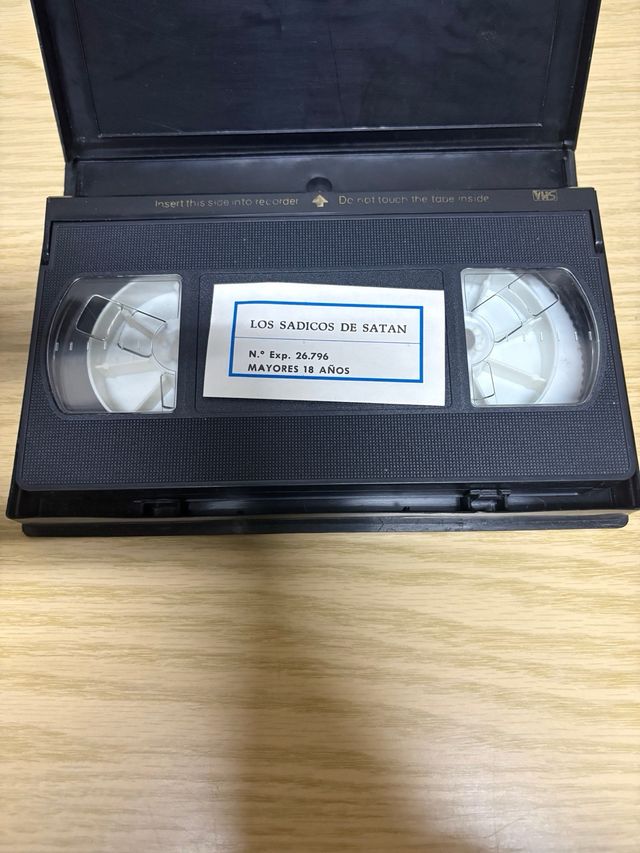 Insert this side into recorder Do not touch the tape inside VHS
LOS SADICOS DE SATAN
N.º Exp. 26.796
MAYORES 18 AÑOS